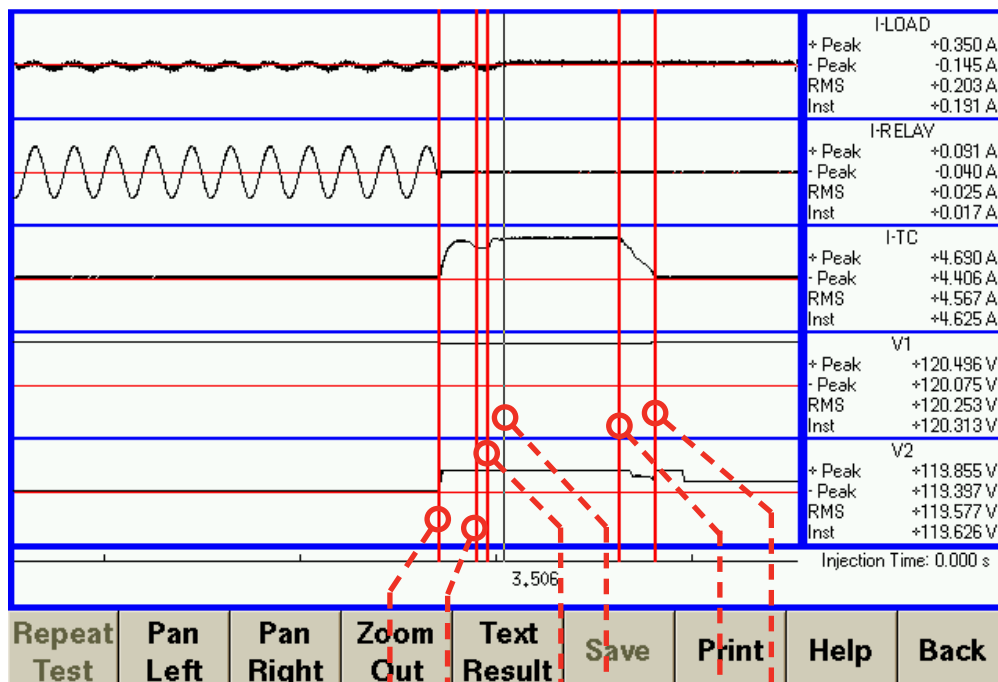 I-LOAD
+ Peak +0.350 A
- Peak -0.145 A
RMS +0.203 A
Inst +0.191 A
I-RELAY
+ Peak +0.091 A
- Peak -0.040 A
RMS +0.025 A
Inst +0.017 A
I-TC
+ Peak +4.690 A
- Peak +4.406 A
RMS +4.567 A
Inst +4.625 A
V1
+ Peak +120.496 V
- Peak +120.075 V
RMS +120.253 V
Inst +120.313 V
V2
+ Peak +119.855 V
- Peak +119.397 V
RMS +119.577 V
Inst +119.626 V
Injection Time: 0.000 s
3.506
Repeat Test
Pan Left
Pan Right
Zoom Out
Text Result
Save
Print
Help
Back